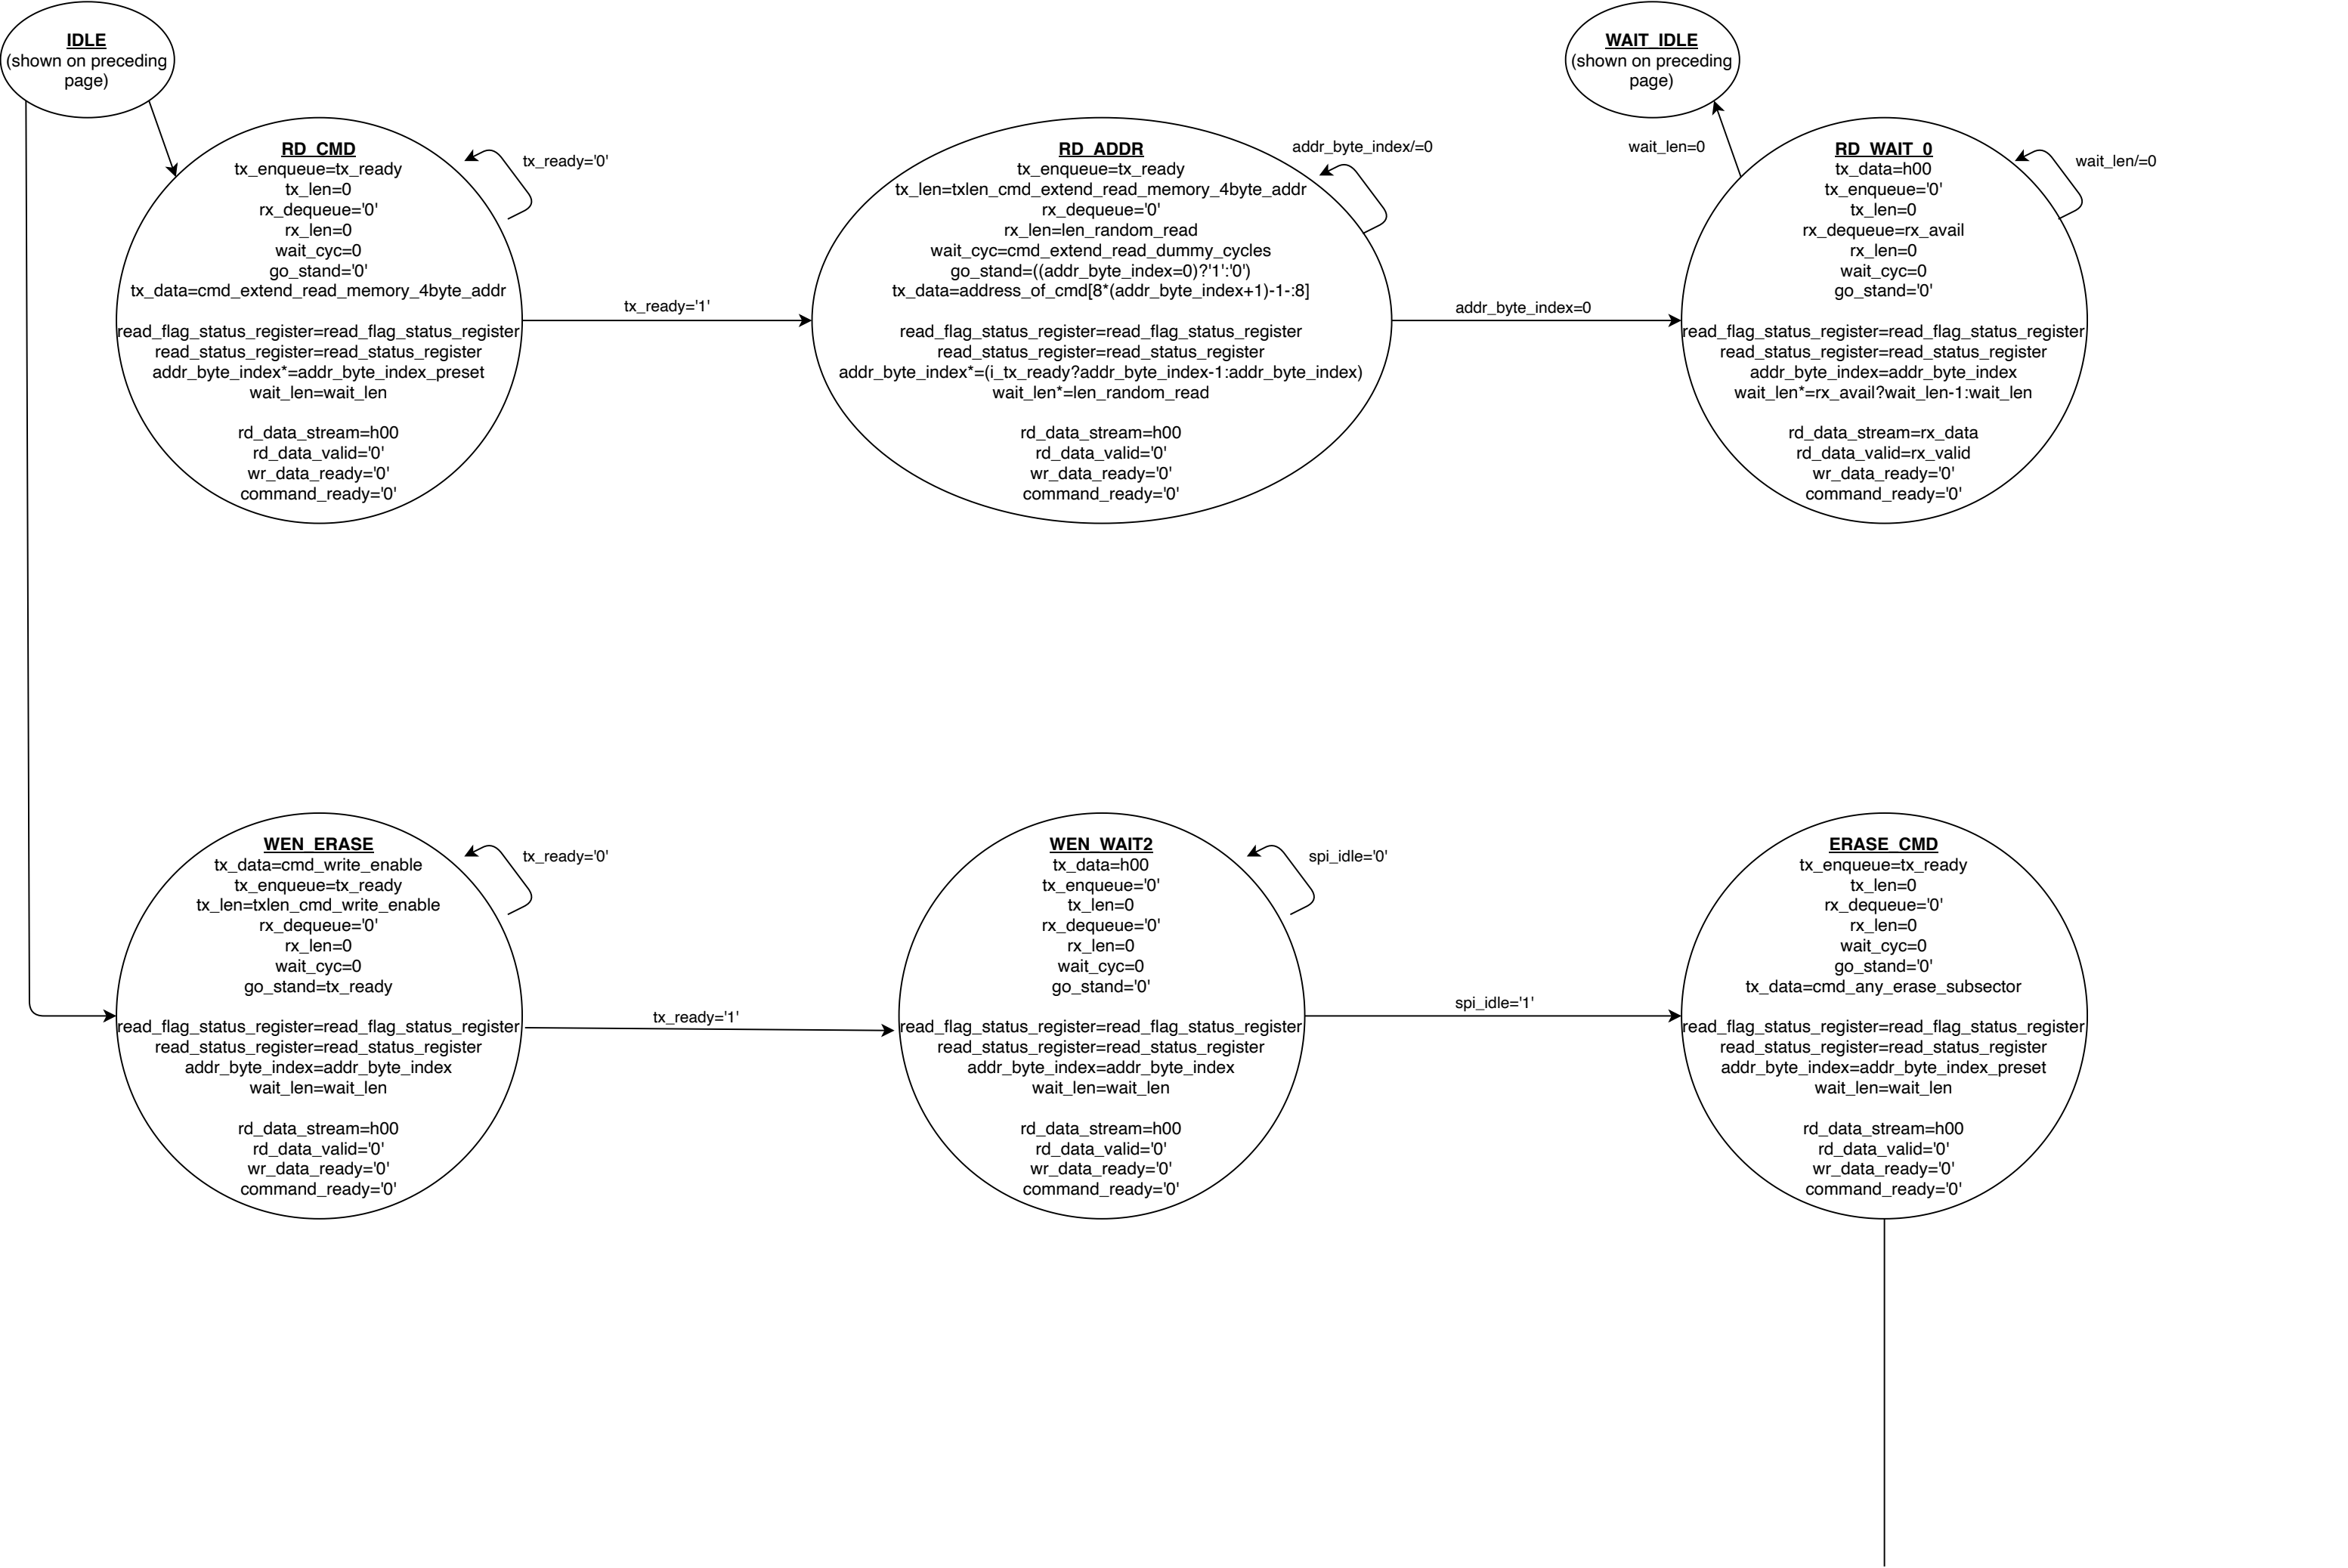 IDLE
(shown on preceding
page)
WAIT_IDLE
(shown on preceding
page)
RD_CMD
tx_enqueue=tx_ready
tx_len=0
rx_dequeue='0'
rx_len=0
wait_cyc=0
go_stand='0'
tx_data=cmd_extend_read_memory_4byte_addr
read_flag_status_register=read_flag_status_register
read_status_register=read_status_register
addr_byte_index*=addr_byte_index_preset
wait_len=wait_len
rd_data_stream=h00
rd_data_valid='0'
wr_data_ready='0'
command_ready='0'
tx_ready='0'
tx_ready='1'
RD_ADDR
tx_enqueue=tx_ready
tx_len=txlen_cmd_extend_read_memory_4byte_addr
rx_dequeue='0'
rx_len=len_random_read
wait_cyc=cmd_extend_read_dummy_cycles
go_stand=((addr_byte_index=0)?'1':'0')
tx_data=address_of_cmd[8*(addr_byte_index+1)-1-:8]
read_flag_status_register=read_flag_status_register
read_status_register=read_status_register
addr_byte_index*=(i_tx_ready?addr_byte_index-1:addr_byte_index)
wait_len*=len_random_read
rd_data_stream=h00
rd_data_valid='0'
wr_data_ready='0'
command_ready='0'
addr_byte_index/=0
addr_byte_index=0
RD_WAIT_0
tx_data=h00
tx_enqueue='0'
tx_len=0
rx_dequeue=rx_avail
rx_len=0
wait_cyc=0
go_stand='0'
read_flag_status_register=read_flag_status_register
read_status_register=read_status_register
addr_byte_index=addr_byte_index
wait_len*=rx_avail?wait_len-1:wait_len
rd_data_stream=rx_data
rd_data_valid=rx_valid
wr_data_ready='0'
command_ready='0'
wait_len=0
wait_len/=0
WEN_ERASE
tx_data=cmd_write_enable
tx_enqueue=tx_ready
tx_len=txlen_cmd_write_enable
rx_dequeue='0'
rx_len=0
wait_cyc=0
go_stand=tx_ready
read_flag_status_register=read_flag_status_register
read_status_register=read_status_register
addr_byte_index=addr_byte_index
wait_len=wait_len
rd_data_stream=h00
rd_data_valid='0'
wr_data_ready='0'
command_ready='0'
tx_ready='0'
tx_ready='1'
WEN_WAIT2
tx_data=h00
tx_enqueue='0'
tx_len=0
rx_dequeue='0'
rx_len=0
wait_cyc=0
go_stand='0'
read_flag_status_register=read_flag_status_register
read_status_register=read_status_register
addr_byte_index=addr_byte_index
wait_len=wait_len
rd_data_stream=h00
rd_data_valid='0'
wr_data_ready='0'
command_ready='0'
spi_idle='0'
spi_idle='1'
ERASE_CMD
tx_enqueue=tx_ready
tx_len=0
rx_dequeue='0'
rx_len=0
wait_cyc=0
go_stand='0'
tx_data=cmd_any_erase_subsector
read_flag_status_register=read_flag_status_register
read_status_register=read_status_register
addr_byte_index=addr_byte_index_preset
wait_len=wait_len
rd_data_stream=h00
rd_data_valid='0'
wr_data_ready='0'
command_ready='0'